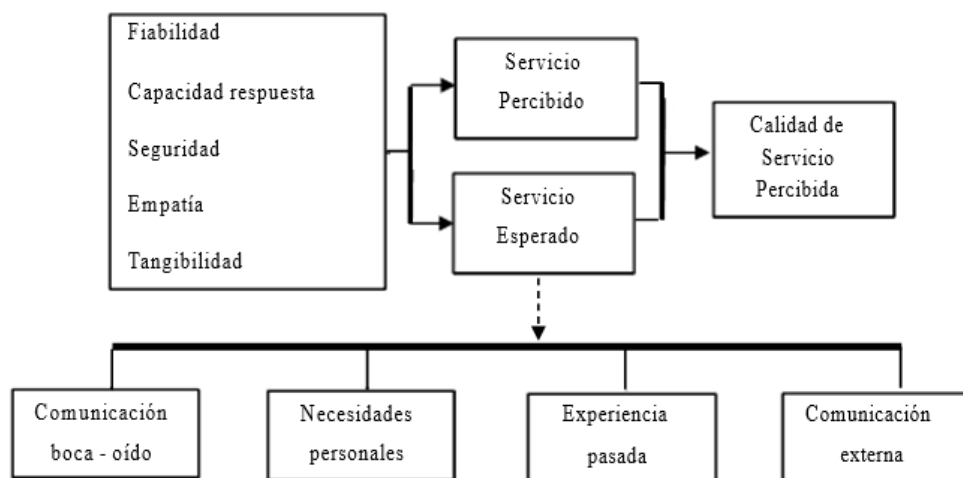 Fiabilidad
Capacidad respuesta
Seguridad
Empatía
Tangibilidad
Servicio
Percibido
Servicio
Esperado
Calidad de
Servicio
Percibida
Comunicación
boca - oído
Necesidades
personales
Experiencia
pasada
Comunicación
externa